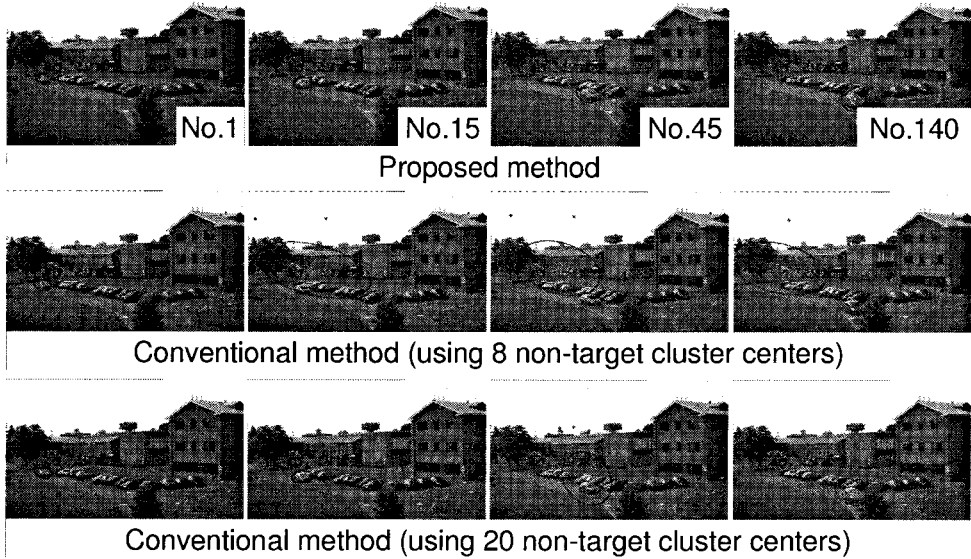 No.1
No.15
No.45
No.140
Proposed method
Conventional method (using 8 non-target cluster centers)
Conventional method (using 20 non-target cluster centers)